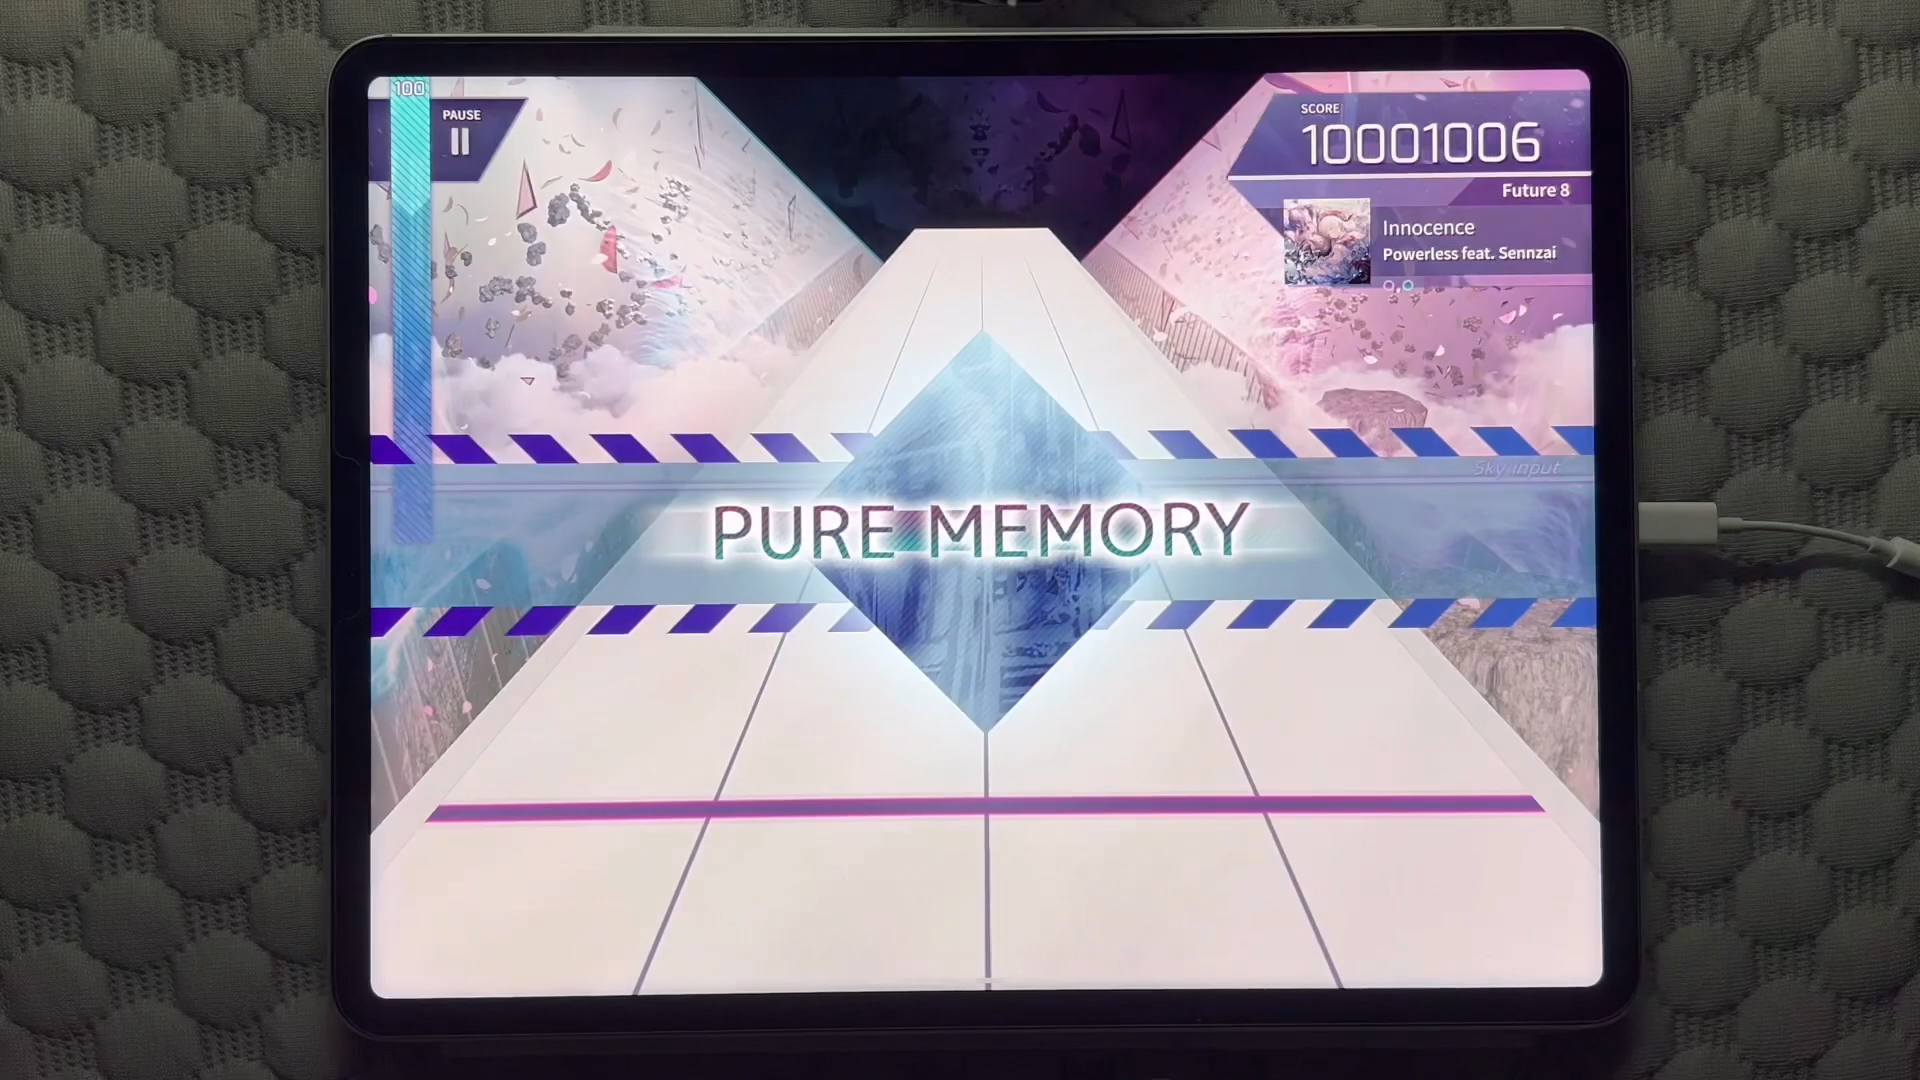 100
PAUSE
SCORE
10001006
Future 8
Innocence
Powerless feat. Sennzai
Sky input
PURE MEMORY